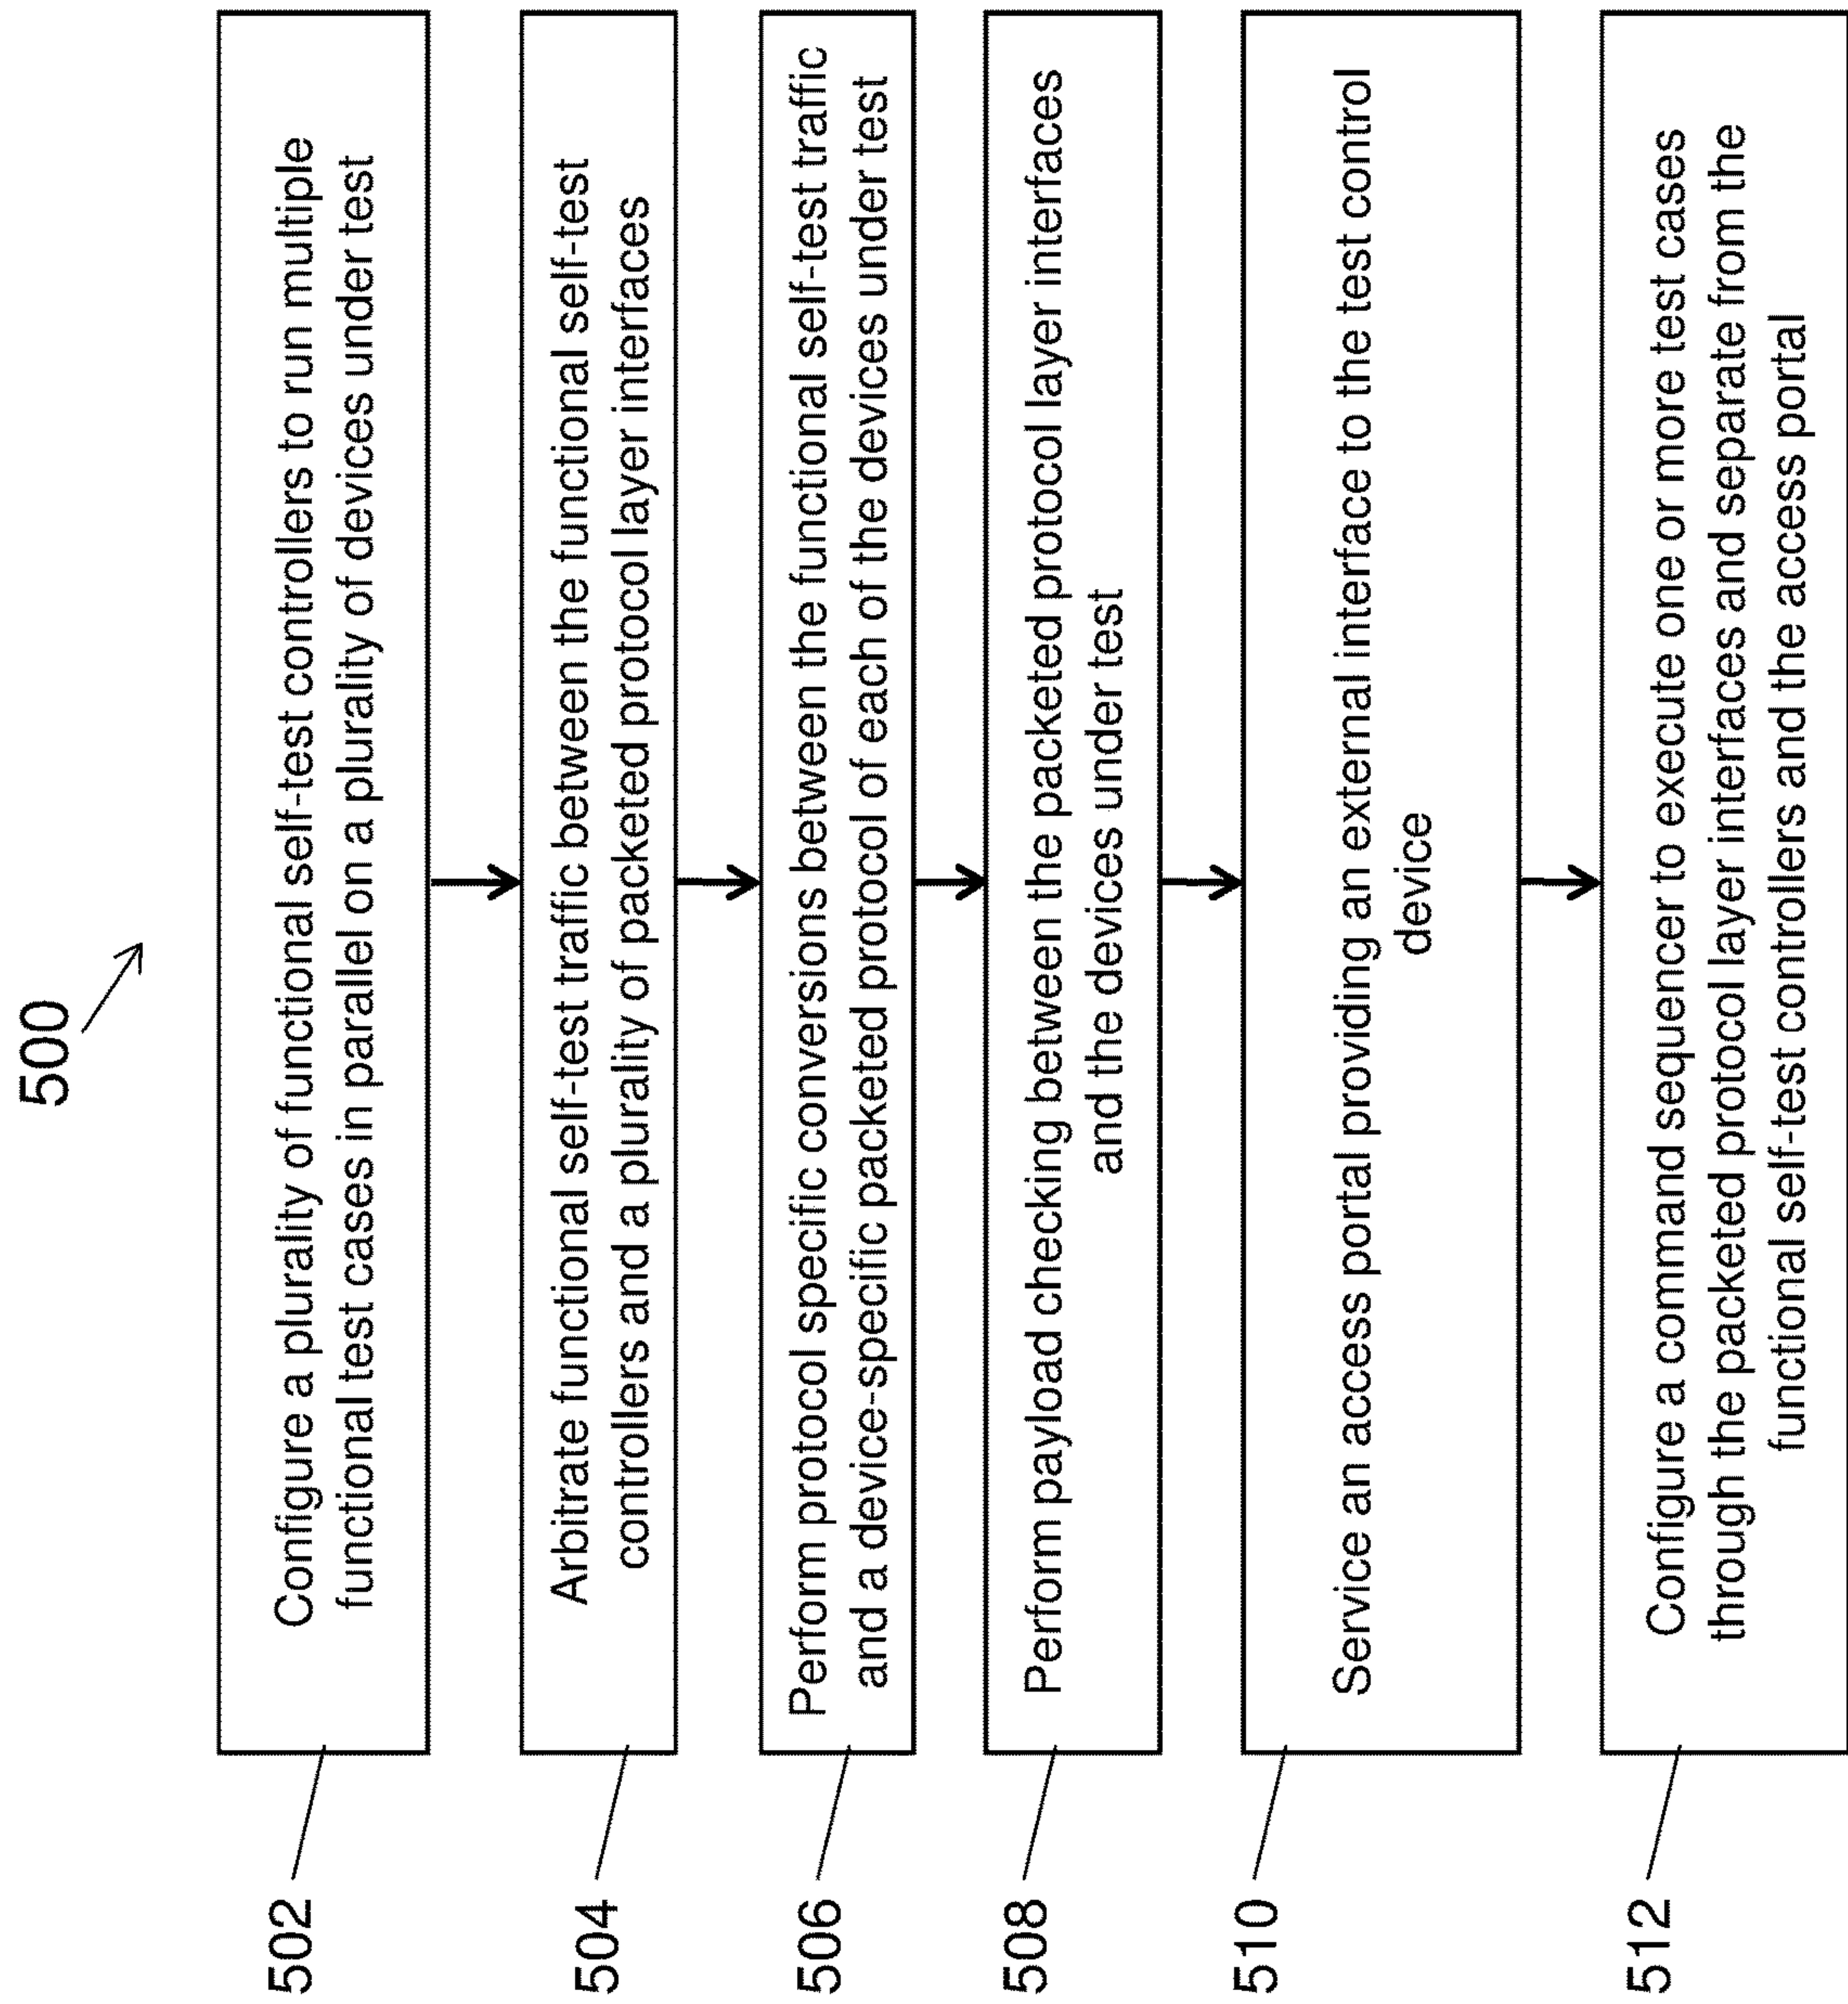 500
502
Configure a plurality of functional self-test controllers to run multiple
functional test cases in parallel on a plurality of devices under test
504
Arbitrate functional self-test traffic between the functional self-test
controllers and a plurality of packeted protocol layer interfaces
506
Perform protocol specific conversions between the functional self-test traffic
and a device-specific packeted protocol of each of the devices under test
508
Perform payload checking between the packeted protocol layer interfaces
and the devices under test
510
Service an access portal providing an external interface to the test control
device
512
Configure a command sequencer to execute one or more test cases
through the packeted protocol layer interfaces and separate from the
functional self-test controllers and the access portal